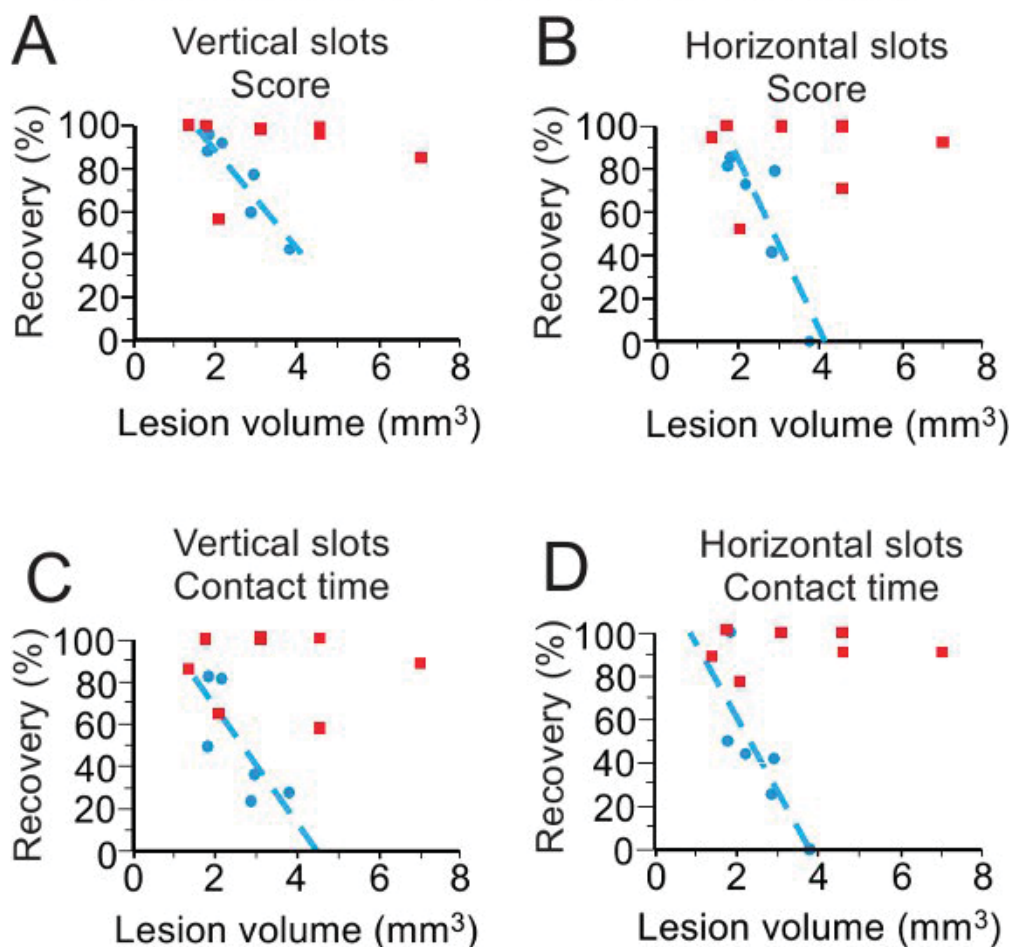 A
Vertical slots
Score
Recovery (%)
100
80
60
40
20
0
0 2 4 6 8
Lesion volume (mm³)
B
Horizontal slots
Score
Recovery (%)
100
80
60
40
20
0
0 2 4 6 8
Lesion volume (mm³)
C
Vertical slots
Contact time
Recovery (%)
100
80
60
40
20
0
0 2 4 6 8
Lesion volume (mm³)
D
Horizontal slots
Contact time
Recovery (%)
100
80
60
40
20
0
0 2 4 6 8
Lesion volume (mm³)